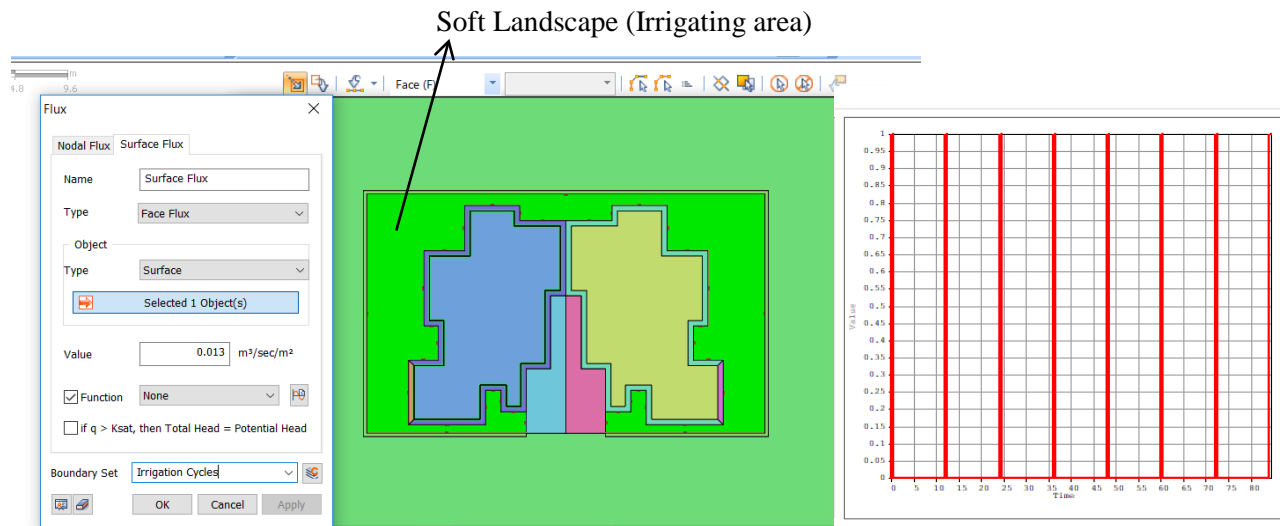 Soft Landscape (Irrigating area)
m
4.8 9.6
Face (F)
Flux
Nodal Flux Surface Flux
Name Surface Flux
Type Face Flux
Object
Type Surface
Selected 1 Object(s)
Value 0.013 m³/sec/m²
Function None
if q > Ksat, then Total Head = Potential Head
Boundary Set Irrigation Cycles
OK Cancel Apply
1
0.95
0.9
0.85
0.8
0.75
0.7
0.65
0.6
0.55
0.5
0.45
0.4
0.35
0.3
0.25
0.2
0.15
0.1
0.05
0
Value
0 5 10 15 20 25 30 35 40 45 50 55 60 65 70 75 80
Time